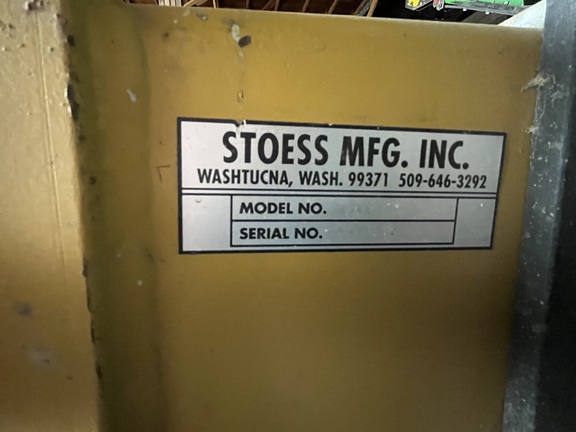 STOESS MFG. INC.
WASHTUCNA, WASH. 99371 509-646-3292
MODEL NO.
SERIAL NO.